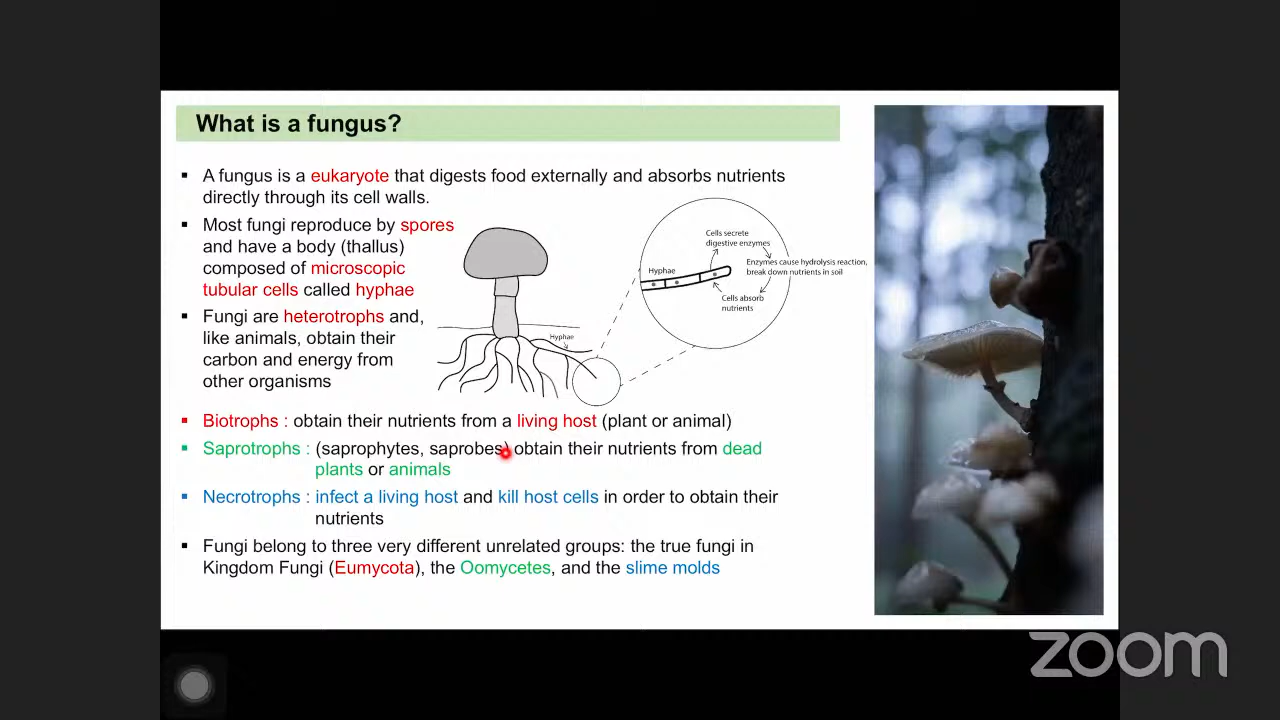 What is a fungus?
▪ A fungus is a eukaryote that digests food externally and absorbs nutrients
directly through its cell walls.
▪ Most fungi reproduce by spores
and have a body (thallus)
composed of microscopic
tubular cells called hyphae
▪ Fungi are heterotrophs and,
like animals, obtain their
carbon and energy from
other organisms
Hyphae
Hyphae
Cells secrete
digestive enzymes
Enzymes cause hydrolysis reaction,
break down nutrients in soil
Cells absorb
nutrients
▪ Biotrophs : obtain their nutrients from a living host (plant or animal)
▪ Saprotrophs : (saprophytes, saprobes) obtain their nutrients from dead
plants or animals
▪ Necrotrophs : infect a living host and kill host cells in order to obtain their
nutrients
▪ Fungi belong to three very different unrelated groups: the true fungi in
Kingdom Fungi (Eumycota), the Oomycetes, and the slime molds
zoom